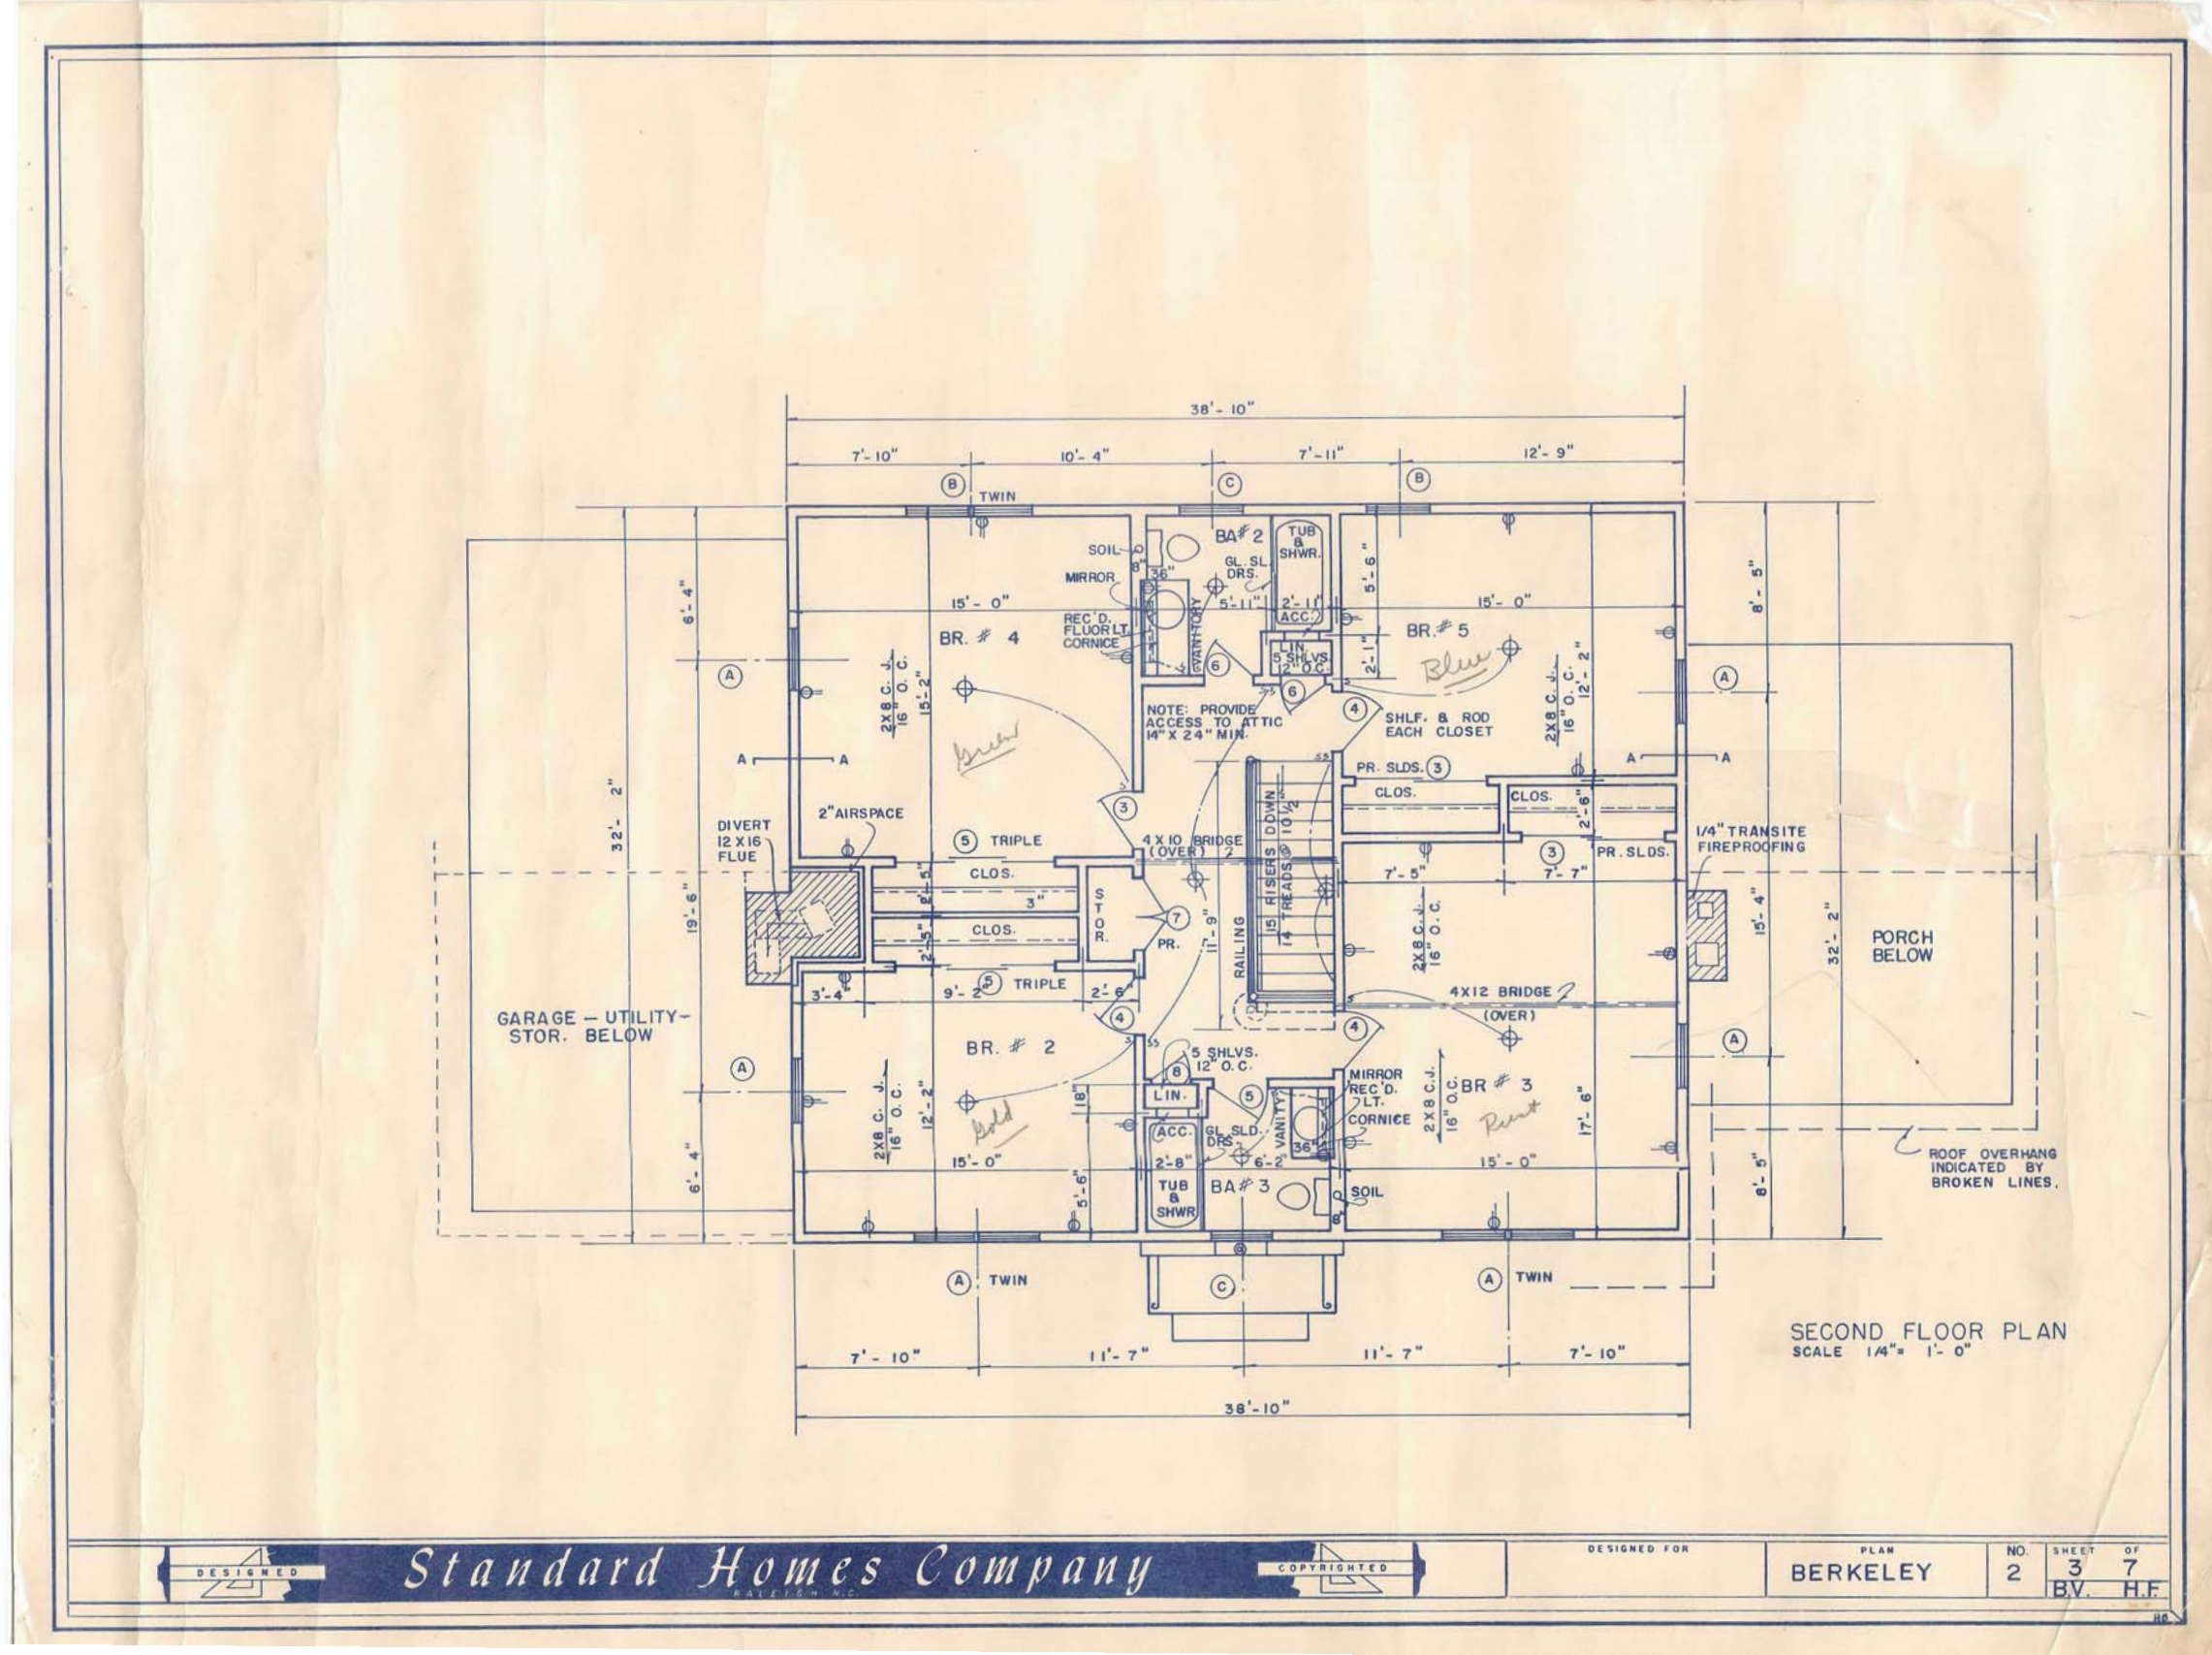 38'- 10"
7'- 10"
10'- 4"
7'- 11"
12'- 9"
B
TWIN
C
B
SOIL
8"
36"
MIRROR
BA# 2
GL. SL.
DRS.
TUB
&
SHWR.
5'-11"
2'-11"
ACC.
REC'D.
FLUOR LT.
CORNICE
VANITORY
LIN.
5 SHLVS
12" O.C.
6
6
15'- 0"
BR. # 4
2X8 C. J.
16" O. C.
15'- 2"
Green
5'- 6"
2'- 1"
15'- 0"
BR.# 5
Blue
2X8 C. J.
16" O. C.
12'- 2"
6'- 4"
A
32'- 2"
8'- 5"
A
NOTE: PROVIDE
ACCESS TO ATTIC
14" X 24" MIN.
4
SHLF. & ROD
EACH CLOSET
A
A
A
A
PR. SLDS. 3
CLOS.
CLOS.
2'-6"
DIVERT
12 X 16
FLUE
2" AIRSPACE
5 TRIPLE
3
4 X 10 BRIDGE
(OVER)
15 RISERS DOWN
14 TREADS @ 10 1/2"
1/4" TRANSITE
FIREPROOFING
3
PR. SLDS.
7'- 5"
7'- 7"
CLOS.
2'-5"
3"
STOR.
CLOS.
2'-5"
7
PR.
11'- 9"
RAILING
19'- 6"
2X8 C. J.
16" O. C.
15'- 4"
32'- 2"
PORCH
BELOW
5 TRIPLE
3'-4"
9'- 2"
2'- 6"
4
4X12 BRIDGE
(OVER)
GARAGE – UTILITY-
STOR. BELOW
BR. # 2
4
A
A
5 SHLVS.
12" O. C.
8
LIN.
18"
5
MIRROR
REC'D.
LT.
CORNICE
2X8 C.J.
16" O.C.
BR # 3
17'- 6"
2X8 C. J.
16" O. C.
12'- 2"
Gold
ACC.
GL. SLD.
DRS.
VANITY
36"
2'-8"
6'-2"
15'- 0"
15'- 0"
6'- 4"
5'-6"
TUB
&
SHWR
BA# 3
SOIL
8"
8'- 5"
ROOF OVERHANG
INDICATED BY
BROKEN LINES.
A TWIN
C
A TWIN
7'- 10"
11'- 7"
11'- 7"
7'- 10"
38'-10"
SECOND FLOOR PLAN
SCALE 1/4"= 1'- 0"
DESIGNED
Standard Homes Company
RALEIGH N.C.
COPYRIGHTED
DESIGNED FOR
PLAN
BERKELEY
NO.
2
SHEET OF
3 7
B.V. H.F.